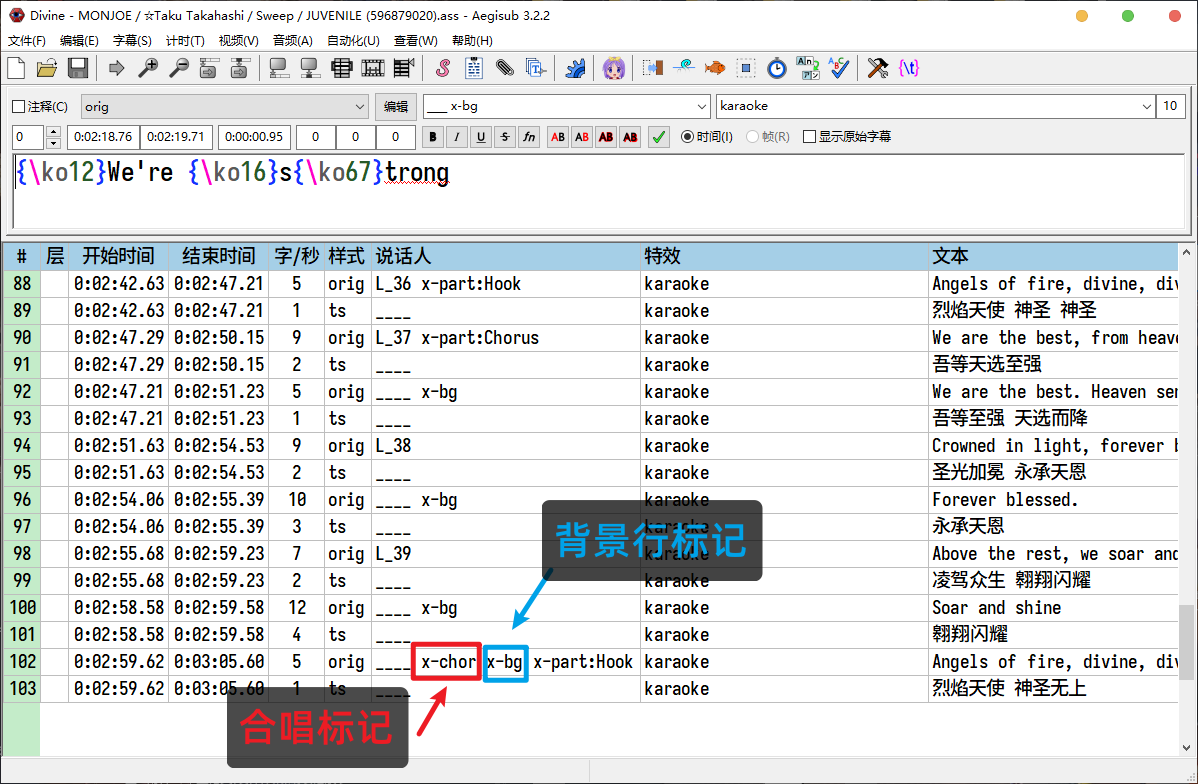 Divine - MONJOE / ☆Taku Takahashi / Sweep / JUVENILE (596879020).ass - Aegisub 3.2.2
文件(F) 编辑(E) 字幕(S) 计时(T) 视频(V) 音频(A) 自动化(U) 查看(W) 帮助(H)
注释(C) orig 编辑 ___ x-bg karaoke 10
0 0:02:18.76 0:02:19.71 0:00:00.95 0 0 0 B I U S fn AB AB AB AB 时间(I) 帧(R) 显示原始字幕
{\ko12}We're {\ko16}s{\ko67}trong
# 层 开始时间 结束时间 字/秒 样式 说话人 特效 文本
88 0:02:42.63 0:02:47.21 5 orig L_36 x-part:Hook karaoke Angels of fire, divine, div
89 0:02:42.63 0:02:47.21 1 ts ____ karaoke 烈焰天使 神圣 神圣
90 0:02:47.29 0:02:50.15 9 orig L_37 x-part:Chorus karaoke We are the best, from heave
91 0:02:47.29 0:02:50.15 2 ts ____ karaoke 吾等天选至强
92 0:02:47.21 0:02:51.23 5 orig ____ x-bg karaoke We are the best. Heaven sen
93 0:02:47.21 0:02:51.23 1 ts ____ karaoke 吾等至强 天选而降
94 0:02:51.63 0:02:54.53 9 orig L_38 karaoke Crowned in light, forever b
95 0:02:51.63 0:02:54.53 2 ts ____ karaoke 圣光加冕 永承天恩
96 0:02:54.06 0:02:55.39 10 orig ____ x-bg karaoke Forever blessed.
97 0:02:54.06 0:02:55.39 3 ts ____ karaoke 永承天恩
背景行标记
98 0:02:55.68 0:02:59.23 7 orig L_39 karaoke Above the rest, we soar and
99 0:02:55.68 0:02:59.23 2 ts ____ karaoke 凌驾众生 翱翔闪耀
100 0:02:58.58 0:02:59.58 12 orig ____ x-bg karaoke Soar and shine
101 0:02:58.58 0:02:59.58 4 ts ____ karaoke 翱翔闪耀
102 0:02:59.62 0:03:05.60 5 orig ____ x-chor x-bg x-part:Hook karaoke Angels of fire, divine, div
103 0:02:59.62 0:03:05.60 1 ts ____ karaoke 烈焰天使 神圣无上
合唱标记